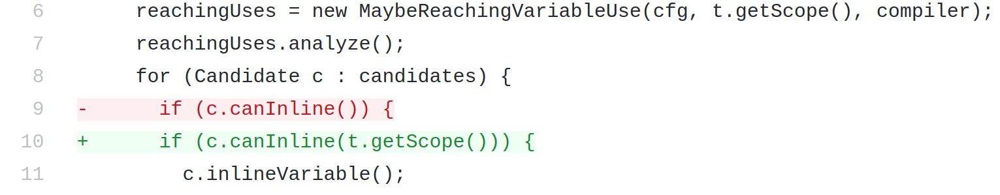 6        reachingUses = new MaybeReachingVariableUse(cfg, t.getScope(), compiler);
7        reachingUses.analyze();
8        for (Candidate c : candidates) {
9   -      if (c.canInline()) {
10  +      if (c.canInline(t.getScope())) {
11           c.inlineVariable();